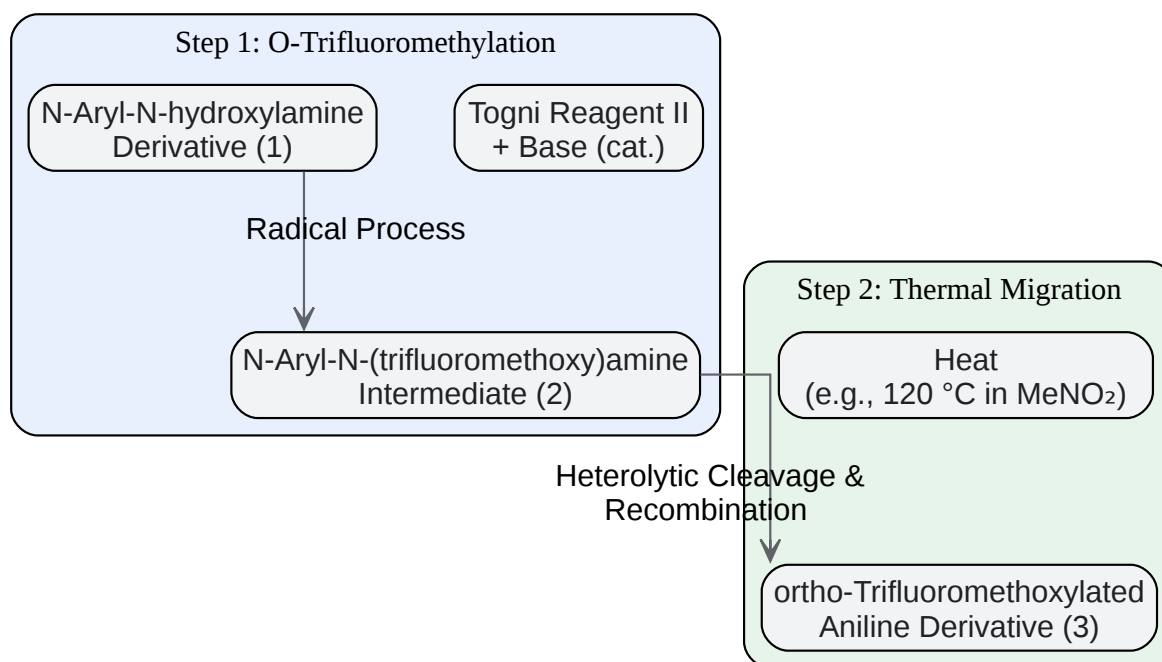 Step 1: O-Trifluoromethylation
N-Aryl-N-hydroxylamine
Derivative (1)
Togni Reagent II
+ Base (cat.)
Radical Process
N-Aryl-N-(trifluoromethoxy)amine
Intermediate (2)
Step 2: Thermal Migration
Heat
(e.g., 120 °C in MeNO₂)
Heterolytic Cleavage &
Recombination
ortho-Trifluoromethoxylated
Aniline Derivative (3)